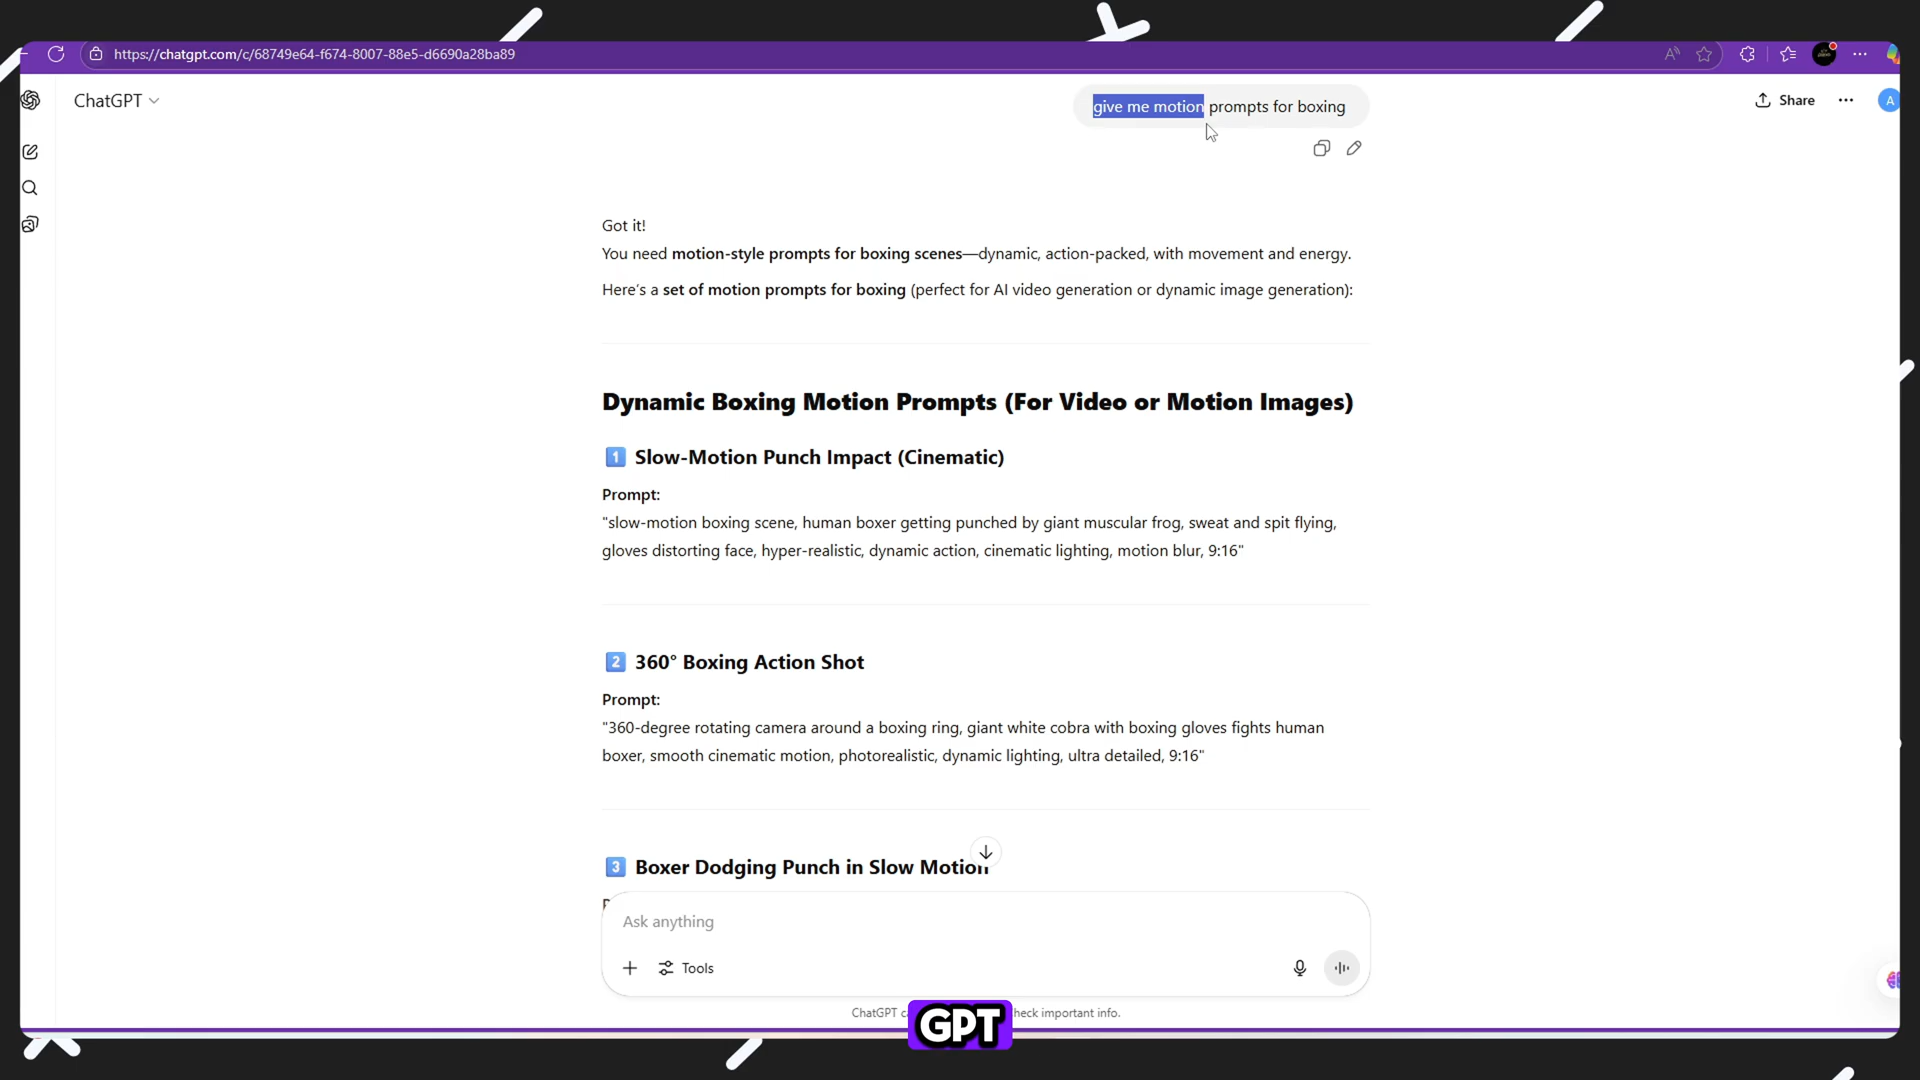 https://chatgpt.com/c/68749e64-f674-8007-88e5-d6690a28ba89
ChatGPT
give me motion prompts for boxing
Share
A
Got it!
You need motion-style prompts for boxing scenes—dynamic, action-packed, with movement and energy.
Here's a set of motion prompts for boxing (perfect for AI video generation or dynamic image generation):
Dynamic Boxing Motion Prompts (For Video or Motion Images)
1 Slow-Motion Punch Impact (Cinematic)
Prompt:
"slow-motion boxing scene, human boxer getting punched by giant muscular frog, sweat and spit flying,
gloves distorting face, hyper-realistic, dynamic action, cinematic lighting, motion blur, 9:16"
2 360° Boxing Action Shot
Prompt:
"360-degree rotating camera around a boxing ring, giant white cobra with boxing gloves fights human
boxer, smooth cinematic motion, photorealistic, dynamic lighting, ultra detailed, 9:16"
3 Boxer Dodging Punch in Slow Motion
Ask anything
Tools
ChatGPT
heck important info.
GPT